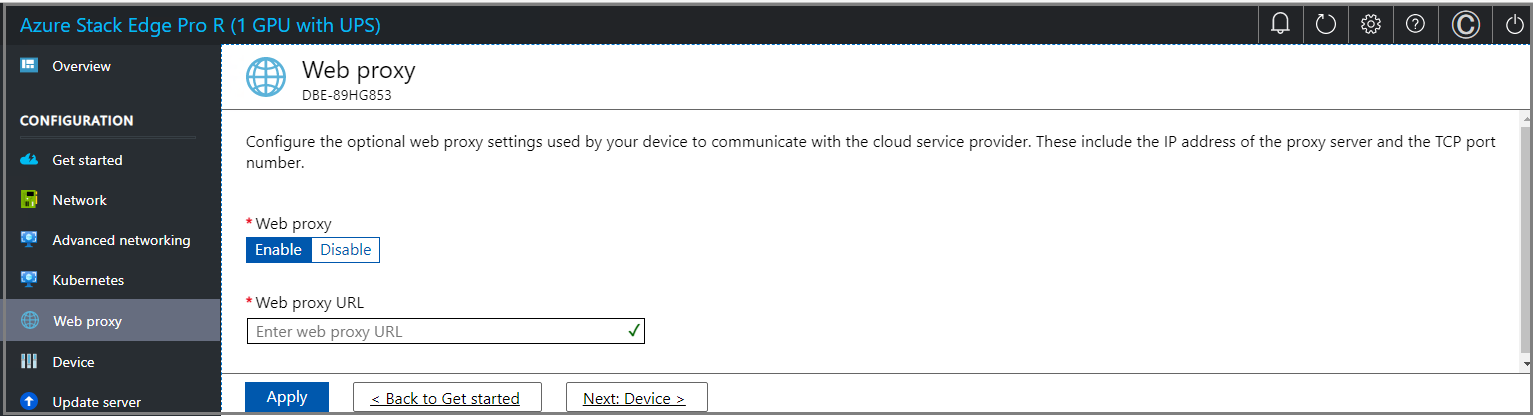 Azure Stack Edge Pro R (1 GPU with UPS)
Overview
CONFIGURATION
Get started
Network
Advanced networking
Kubernetes
Web proxy
Device
Update server
Web proxy
DBE-89HG853
Configure the optional web proxy settings used by your device to communicate with the cloud service provider. These include the IP address of the proxy server and the TCP port
number.
* Web proxy
Enable Disable
* Web proxy URL
Enter web proxy URL
Apply < Back to Get started Next: Device >